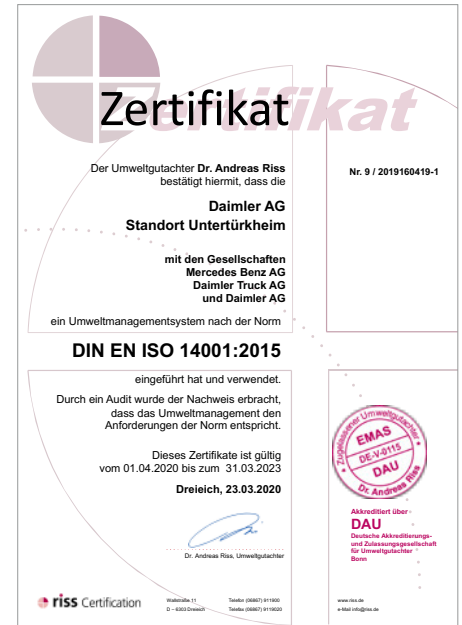 Zertifikat
Zertifikat
Der Umweltgutachter Dr. Andreas Riss
bestätigt hiermit, dass die
Nr. 9 / 2019160419-1
Daimler AG
Standort Untertürkheim
mit den Gesellschaften
Mercedes Benz AG
Daimler Truck AG
und Daimler AG
ein Umweltmanagementsystem nach der Norm
DIN EN ISO 14001:2015
eingeführt hat und verwendet.
Durch ein Audit wurde der Nachweis erbracht,
dass das Umweltmanagement den
Anforderungen der Norm entspricht.
Dieses Zertifikate ist gültig
vom 01.04.2020 bis zum 31.03.2023
Dreieich, 23.03.2020
Zugelassener Umweltgutachter
EMAS
DE-V-0115
DAU
Dr. Andreas Riss
Akkreditiert über
DAU
Deutsche Akkreditierungs-
und Zulassungsgesellschaft
für Umweltgutachter
Bonn
Dr. Andreas Riss, Umweltgutachter
riss Certification
Wallstraße 11
D – 6303 Dreieich
Telefon (06867) 911900
Telefax (06867) 9119020
www.riss.de
e-Mail info@riss.de